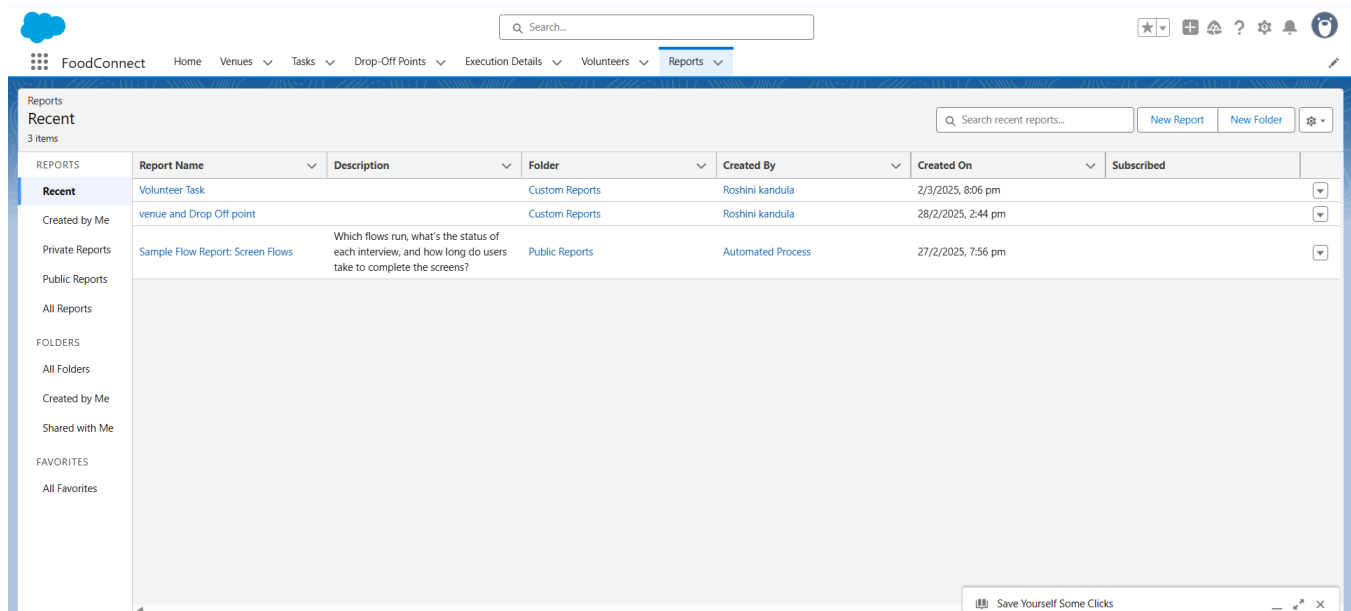 Search...
FoodConnect Home Venues Tasks Drop-Off Points Execution Details Volunteers Reports
Reports
Recent
3 items
Search recent reports...
New Report New Folder
REPORTS
Recent
Created by Me
Private Reports
Public Reports
All Reports
FOLDERS
All Folders
Created by Me
Shared with Me
FAVORITES
All Favorites
Report Name Description Folder Created By Created On Subscribed
Volunteer Task Custom Reports Roshini kandula 2/3/2025, 8:06 pm
venue and Drop Off point Custom Reports Roshini kandula 28/2/2025, 2:44 pm
Which flows run, what's the status of
Sample Flow Report: Screen Flows each interview, and how long do users Public Reports Automated Process 27/2/2025, 7:56 pm
take to complete the screens?
Save Yourself Some Clicks